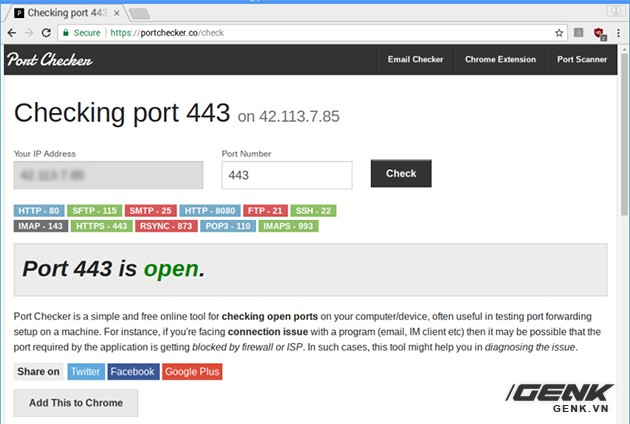 Checking port 443
Secure https://portchecker.co/check
Port Checker
Email Checker Chrome Extension Port Scanner
Checking port 443 on 42.113.7.85
Your IP Address Port Number
42.113.7.85 443 Check
HTTP - 80 SFTP - 115 SMTP - 25 HTTP - 8080 FTP - 21 SSH - 22
IMAP - 143 HTTPS - 443 RSYNC - 873 POP3 - 110 IMAPS - 993
Port 443 is open.
Port Checker is a simple and free online tool for checking open ports on your computer/device, often useful in testing port forwarding
setup on a machine. For instance, if you're facing connection issue with a program (email, IM client etc) then it may be possible that the
port required by the application is getting blocked by firewall or ISP. In such cases, this tool might help you in diagnosing the issue.
Share on Twitter Facebook Google Plus
Add This to Chrome
GENK
GENK.VN